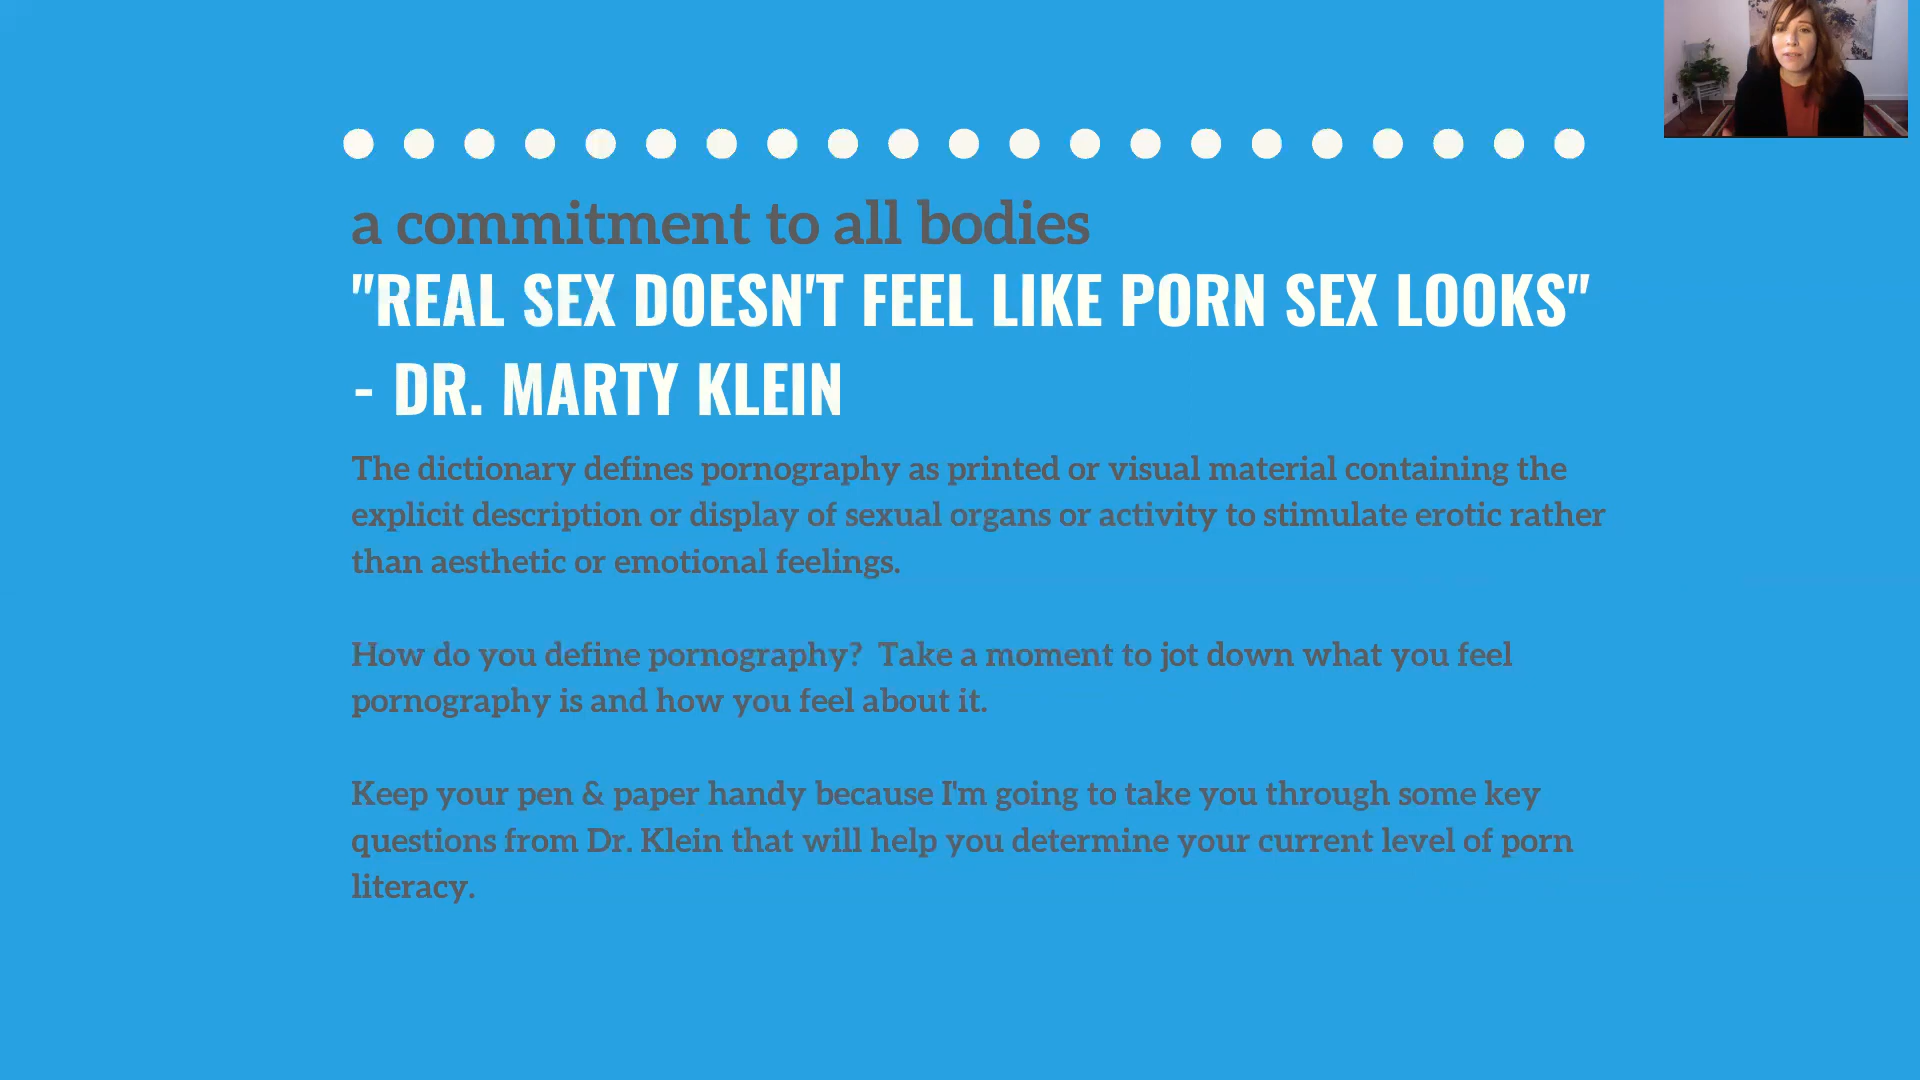 a commitment to all bodies
"REAL SEX DOESN'T FEEL LIKE PORN SEX LOOKS"
- DR. MARTY KLEIN
The dictionary defines pornography as printed or visual material containing the
explicit description or display of sexual organs or activity to stimulate erotic rather
than aesthetic or emotional feelings.
How do you define pornography?  Take a moment to jot down what you feel
pornography is and how you feel about it.
Keep your pen & paper handy because I'm going to take you through some key
questions from Dr. Klein that will help you determine your current level of porn
literacy.